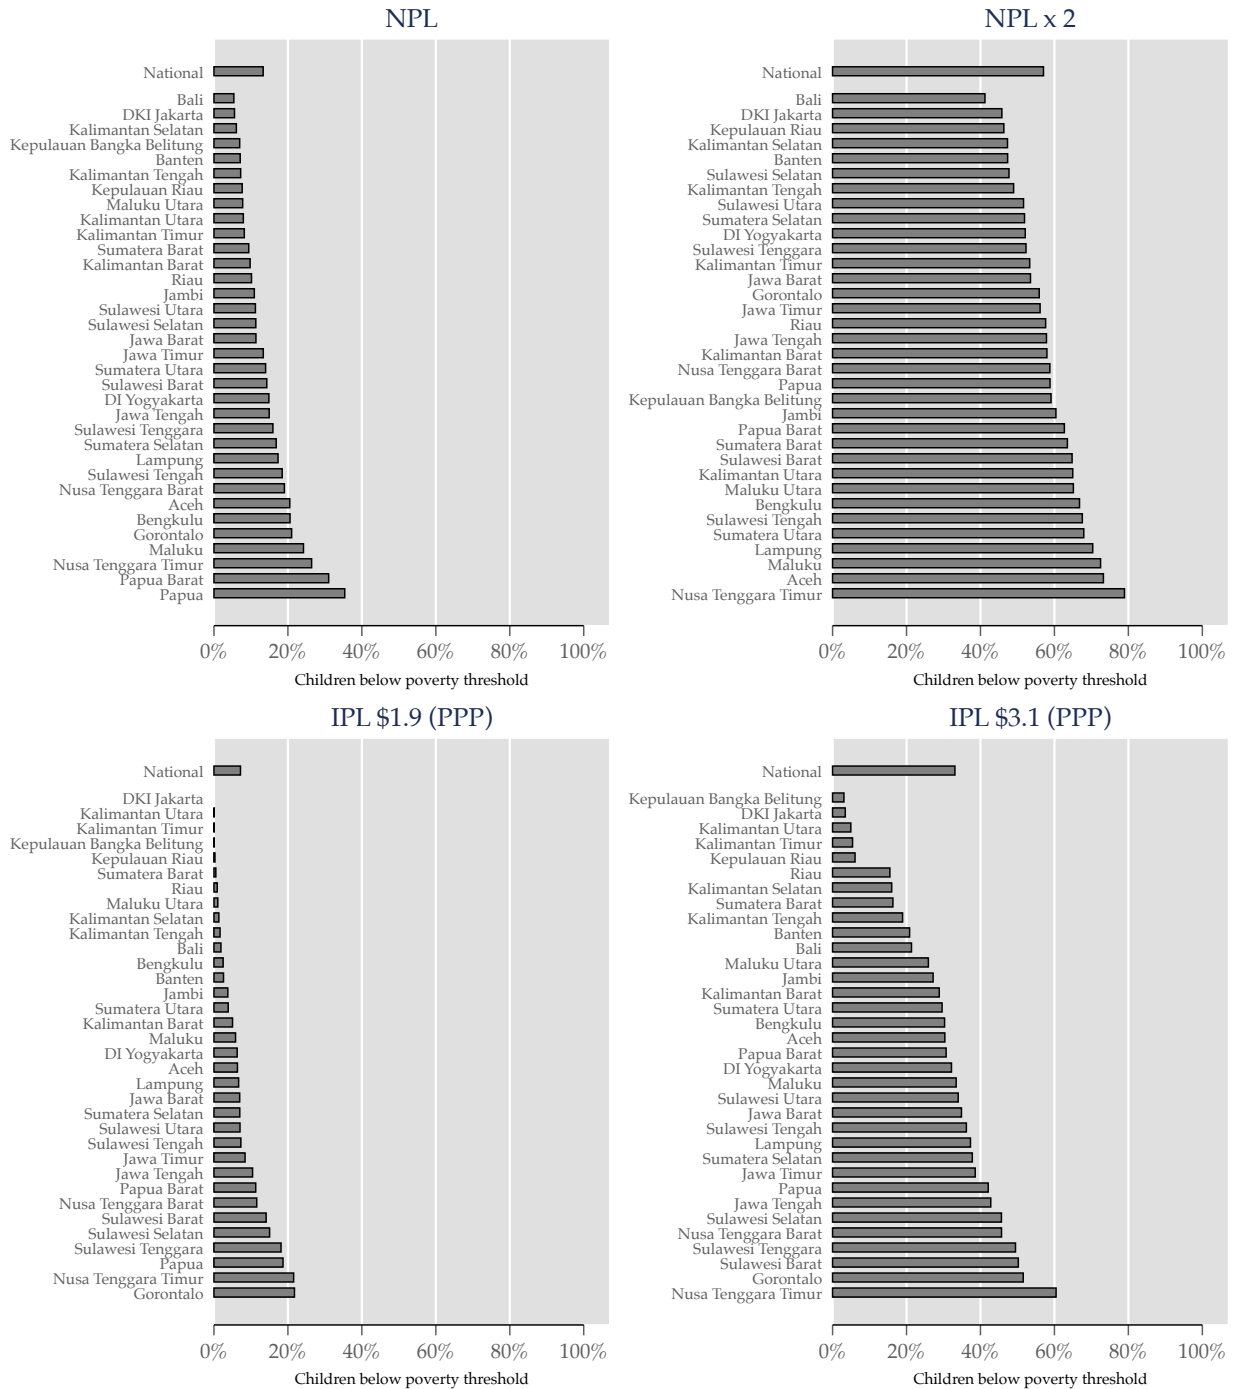 NPL
National
Bali
DKI Jakarta
Kalimantan Selatan
Kepulauan Bangka Belitung
Banten
Kalimantan Tengah
Kepulauan Riau
Maluku Utara
Kalimantan Utara
Kalimantan Timur
Sumatera Barat
Kalimantan Barat
Riau
Jambi
Sulawesi Utara
Sulawesi Selatan
Jawa Barat
Jawa Timur
Sumatera Utara
Sulawesi Barat
DI Yogyakarta
Jawa Tengah
Sulawesi Tenggara
Sumatera Selatan
Lampung
Sulawesi Tengah
Nusa Tenggara Barat
Aceh
Bengkulu
Gorontalo
Maluku
Nusa Tenggara Timur
Papua Barat
Papua
0% 20% 40% 60% 80% 100%
Children below poverty threshold
NPL x 2
National
Bali
DKI Jakarta
Kepulauan Riau
Kalimantan Selatan
Banten
Sulawesi Selatan
Kalimantan Tengah
Sulawesi Utara
Sumatera Selatan
DI Yogyakarta
Sulawesi Tenggara
Kalimantan Timur
Jawa Barat
Gorontalo
Jawa Timur
Riau
Jawa Tengah
Kalimantan Barat
Nusa Tenggara Barat
Papua
Kepulauan Bangka Belitung
Jambi
Papua Barat
Sumatera Barat
Sulawesi Barat
Kalimantan Utara
Maluku Utara
Bengkulu
Sulawesi Tengah
Sumatera Utara
Lampung
Maluku
Aceh
Nusa Tenggara Timur
0% 20% 40% 60% 80% 100%
Children below poverty threshold
IPL $1.9 (PPP)
National
DKI Jakarta
Kalimantan Utara
Kalimantan Timur
Kepulauan Bangka Belitung
Kepulauan Riau
Sumatera Barat
Riau
Maluku Utara
Kalimantan Selatan
Kalimantan Tengah
Bali
Bengkulu
Banten
Jambi
Sumatera Utara
Kalimantan Barat
Maluku
DI Yogyakarta
Aceh
Lampung
Jawa Barat
Sumatera Selatan
Sulawesi Utara
Sulawesi Tengah
Jawa Timur
Jawa Tengah
Papua Barat
Nusa Tenggara Barat
Sulawesi Barat
Sulawesi Selatan
Sulawesi Tenggara
Papua
Nusa Tenggara Timur
Gorontalo
0% 20% 40% 60% 80% 100%
Children below poverty threshold
IPL $3.1 (PPP)
National
Kepulauan Bangka Belitung
DKI Jakarta
Kalimantan Utara
Kalimantan Timur
Kepulauan Riau
Riau
Kalimantan Selatan
Sumatera Barat
Kalimantan Tengah
Banten
Bali
Maluku Utara
Jambi
Kalimantan Barat
Sumatera Utara
Bengkulu
Aceh
Papua Barat
DI Yogyakarta
Maluku
Sulawesi Utara
Jawa Barat
Sulawesi Tengah
Lampung
Sumatera Selatan
Jawa Timur
Papua
Jawa Tengah
Sulawesi Selatan
Nusa Tenggara Barat
Sulawesi Tenggara
Sulawesi Barat
Gorontalo
Nusa Tenggara Timur
0% 20% 40% 60% 80% 100%
Children below poverty threshold